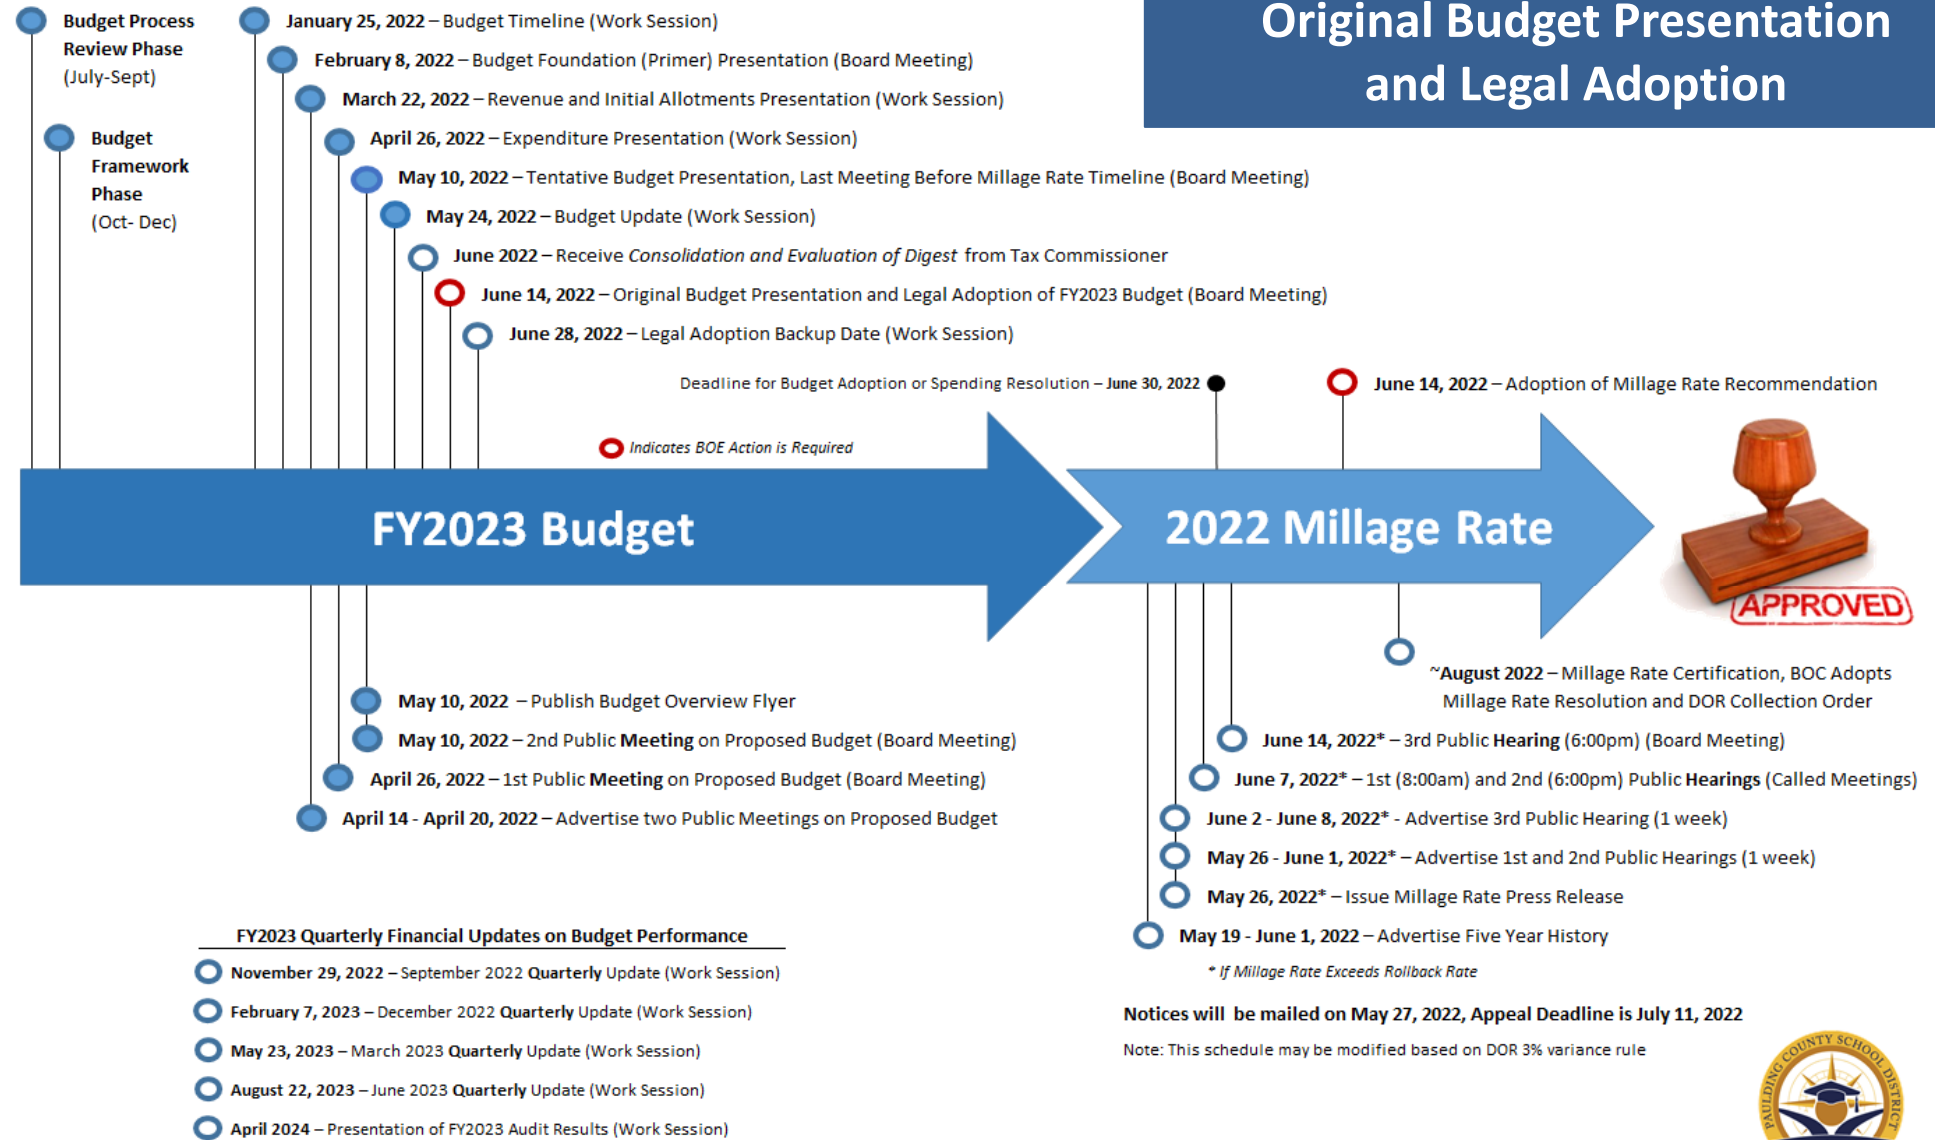 Original Budget Presentation
and Legal Adoption
Budget Process
Review Phase
(July-Sept)
Budget
Framework
Phase
(Oct- Dec)
January 25, 2022 – Budget Timeline (Work Session)
February 8, 2022 – Budget Foundation (Primer) Presentation (Board Meeting)
March 22, 2022 – Revenue and Initial Allotments Presentation (Work Session)
April 26, 2022 – Expenditure Presentation (Work Session)
May 10, 2022 – Tentative Budget Presentation, Last Meeting Before Millage Rate Timeline (Board Meeting)
May 24, 2022 – Budget Update (Work Session)
June 2022 – Receive Consolidation and Evaluation of Digest from Tax Commissioner
June 14, 2022 – Original Budget Presentation and Legal Adoption of FY2023 Budget (Board Meeting)
June 28, 2022 – Legal Adoption Backup Date (Work Session)
Deadline for Budget Adoption or Spending Resolution – June 30, 2022
June 14, 2022 – Adoption of Millage Rate Recommendation
Indicates BOE Action is Required
FY2023 Budget
2022 Millage Rate
APPROVED
May 10, 2022 – Publish Budget Overview Flyer
May 10, 2022 – 2nd Public Meeting on Proposed Budget (Board Meeting)
April 26, 2022 – 1st Public Meeting on Proposed Budget (Board Meeting)
April 14 - April 20, 2022 – Advertise two Public Meetings on Proposed Budget
~August 2022 – Millage Rate Certification, BOC Adopts
Millage Rate Resolution and DOR Collection Order
June 14, 2022* – 3rd Public Hearing (6:00pm) (Board Meeting)
June 7, 2022* – 1st (8:00am) and 2nd (6:00pm) Public Hearings (Called Meetings)
June 2 - June 8, 2022* - Advertise 3rd Public Hearing (1 week)
May 26 - June 1, 2022* – Advertise 1st and 2nd Public Hearings (1 week)
May 26, 2022* – Issue Millage Rate Press Release
May 19 - June 1, 2022 – Advertise Five Year History
* If Millage Rate Exceeds Rollback Rate
Notices will be mailed on May 27, 2022, Appeal Deadline is July 11, 2022
Note: This schedule may be modified based on DOR 3% variance rule
FY2023 Quarterly Financial Updates on Budget Performance
November 29, 2022 – September 2022 Quarterly Update (Work Session)
February 7, 2023 – December 2022 Quarterly Update (Work Session)
May 23, 2023 – March 2023 Quarterly Update (Work Session)
August 22, 2023 – June 2023 Quarterly Update (Work Session)
April 2024 – Presentation of FY2023 Audit Results (Work Session)
PAULDING COUNTY SCHOOL DISTRICT